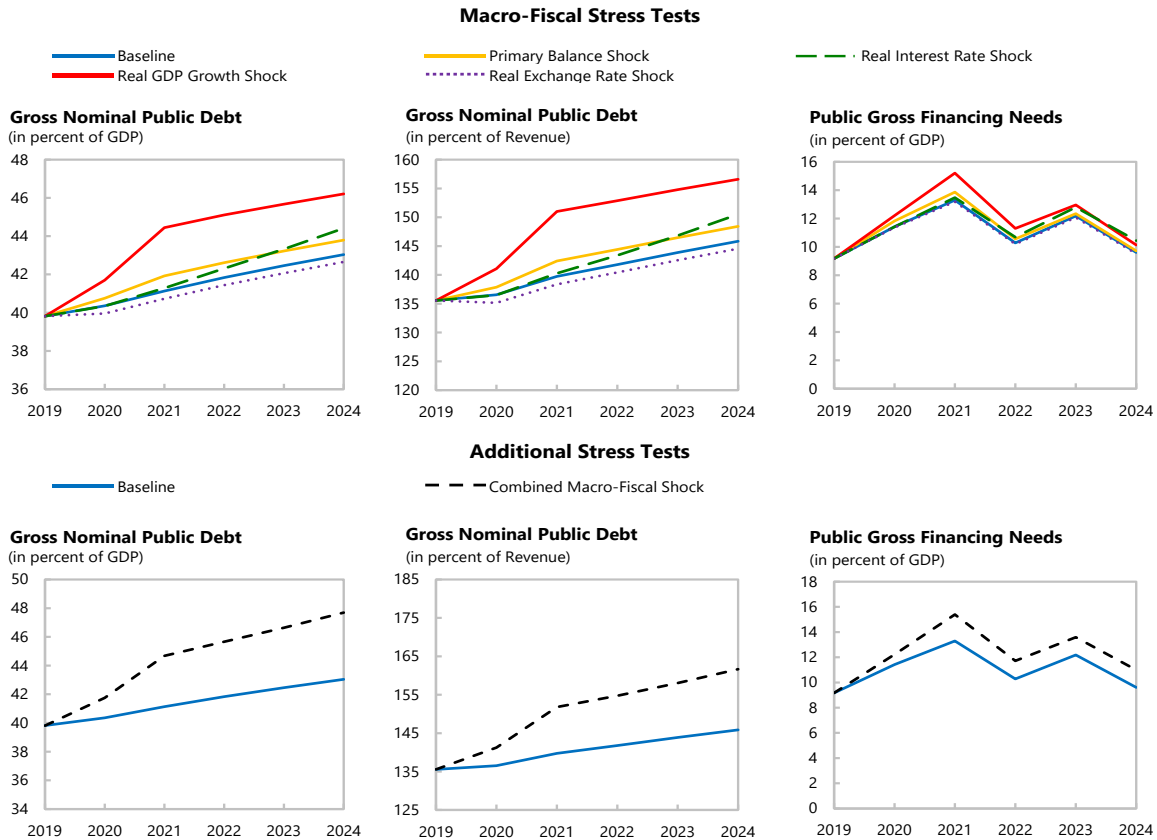 Macro-Fiscal Stress Tests
Baseline
Primary Balance Shock
Real Interest Rate Shock
Real GDP Growth Shock
Real Exchange Rate Shock
Gross Nominal Public Debt
(in percent of GDP)
48
46
44
42
40
38
36
2019 2020 2021 2022 2023 2024
Gross Nominal Public Debt
(in percent of Revenue)
160
155
150
145
140
135
130
125
120
2019 2020 2021 2022 2023 2024
Public Gross Financing Needs
(in percent of GDP)
16
14
12
10
8
6
4
2
0
2019 2020 2021 2022 2023 2024
Additional Stress Tests
Baseline
Combined Macro-Fiscal Shock
Gross Nominal Public Debt
(in percent of GDP)
50
48
46
44
42
40
38
36
34
2019 2020 2021 2022 2023 2024
Gross Nominal Public Debt
(in percent of Revenue)
185
175
165
155
145
135
125
2019 2020 2021 2022 2023 2024
Public Gross Financing Needs
(in percent of GDP)
18
16
14
12
10
8
6
4
2
0
2019 2020 2021 2022 2023 2024